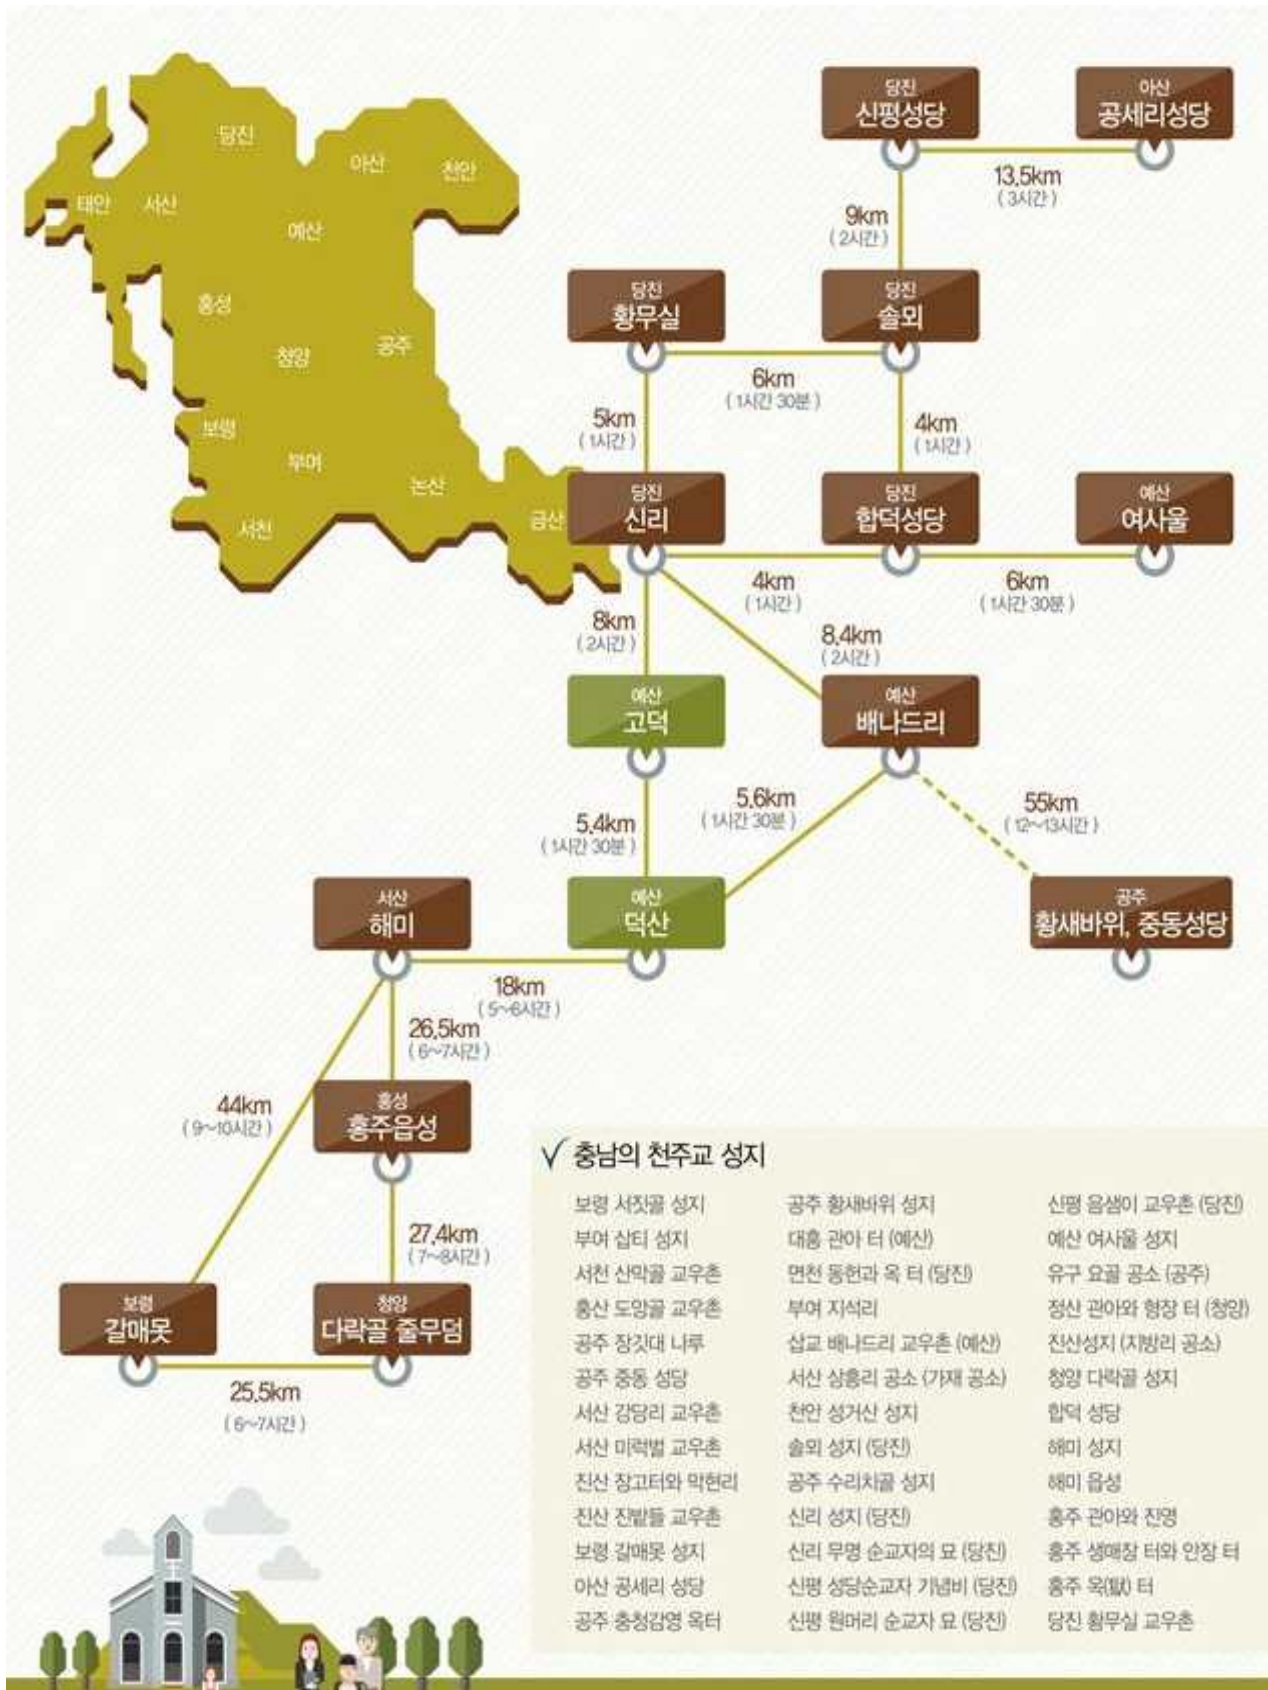 당진
아산
천안
태안
서산
예산
홍성
청양
공주
보령
부여
논산
서천
금산
당진
신평성당
아산
공세리성당
13.5km
( 3시간 )
9km
( 2시간 )
당진
황무실
당진
솔뫼
6km
( 1시간 30분 )
5km
( 1시간 )
4km
( 1시간 )
당진
신리
당진
합덕성당
예산
여사울
4km
( 1시간 )
6km
( 1시간 30분 )
8km
( 2시간 )
8.4km
( 2시간 )
예산
고덕
예산
배나드리
5.4km
( 1시간 30분 )
5.6km
( 1시간 30분 )
55km
( 12~13시간 )
서산
해미
예산
덕산
공주
황새바위, 중동성당
18km
( 5~6시간 )
26.5km
( 6~7시간 )
44km
( 9~10시간 )
홍성
홍주읍성
27.4km
( 7~8시간 )
보령
갈매못
청양
다락골 줄무덤
25.5km
( 6~7시간 )
충남의 천주교 성지
보령 서짓골 성지
부여 삽티 성지
서천 산막골 교우촌
홍산 도앙골 교우촌
공주 장깃대 나루
공주 중동 성당
서산 강당리 교우촌
서산 미럭벌 교우촌
진산 장고터와 막현리
진산 진밭들 교우촌
보령 갈매못 성지
아산 공세리 성당
공주 충청감영 옥터
공주 황새바위 성지
대흥 관아 터 (예산)
면천 동헌과 옥 터 (당진)
부여 지석리
삽교 배나드리 교우촌 (예산)
서산 상홍리 공소 (가재 공소)
천안 성거산 성지
솔뫼 성지 (당진)
공주 수리치골 성지
신리 성지 (당진)
신리 무명 순교자의 묘 (당진)
신평 성당순교자 기념비 (당진)
신평 원머리 순교자 묘 (당진)
신평 음샘이 교우촌 (당진)
예산 여사울 성지
유구 요골 공소 (공주)
정산 관아와 형장 터 (청양)
진산성지 (지방리 공소)
청양 다락골 성지
합덕 성당
해미 성지
해미 읍성
홍주 관아와 진영
홍주 생매장 터와 안장 터
홍주 옥(獄) 터
당진 황무실 교우촌